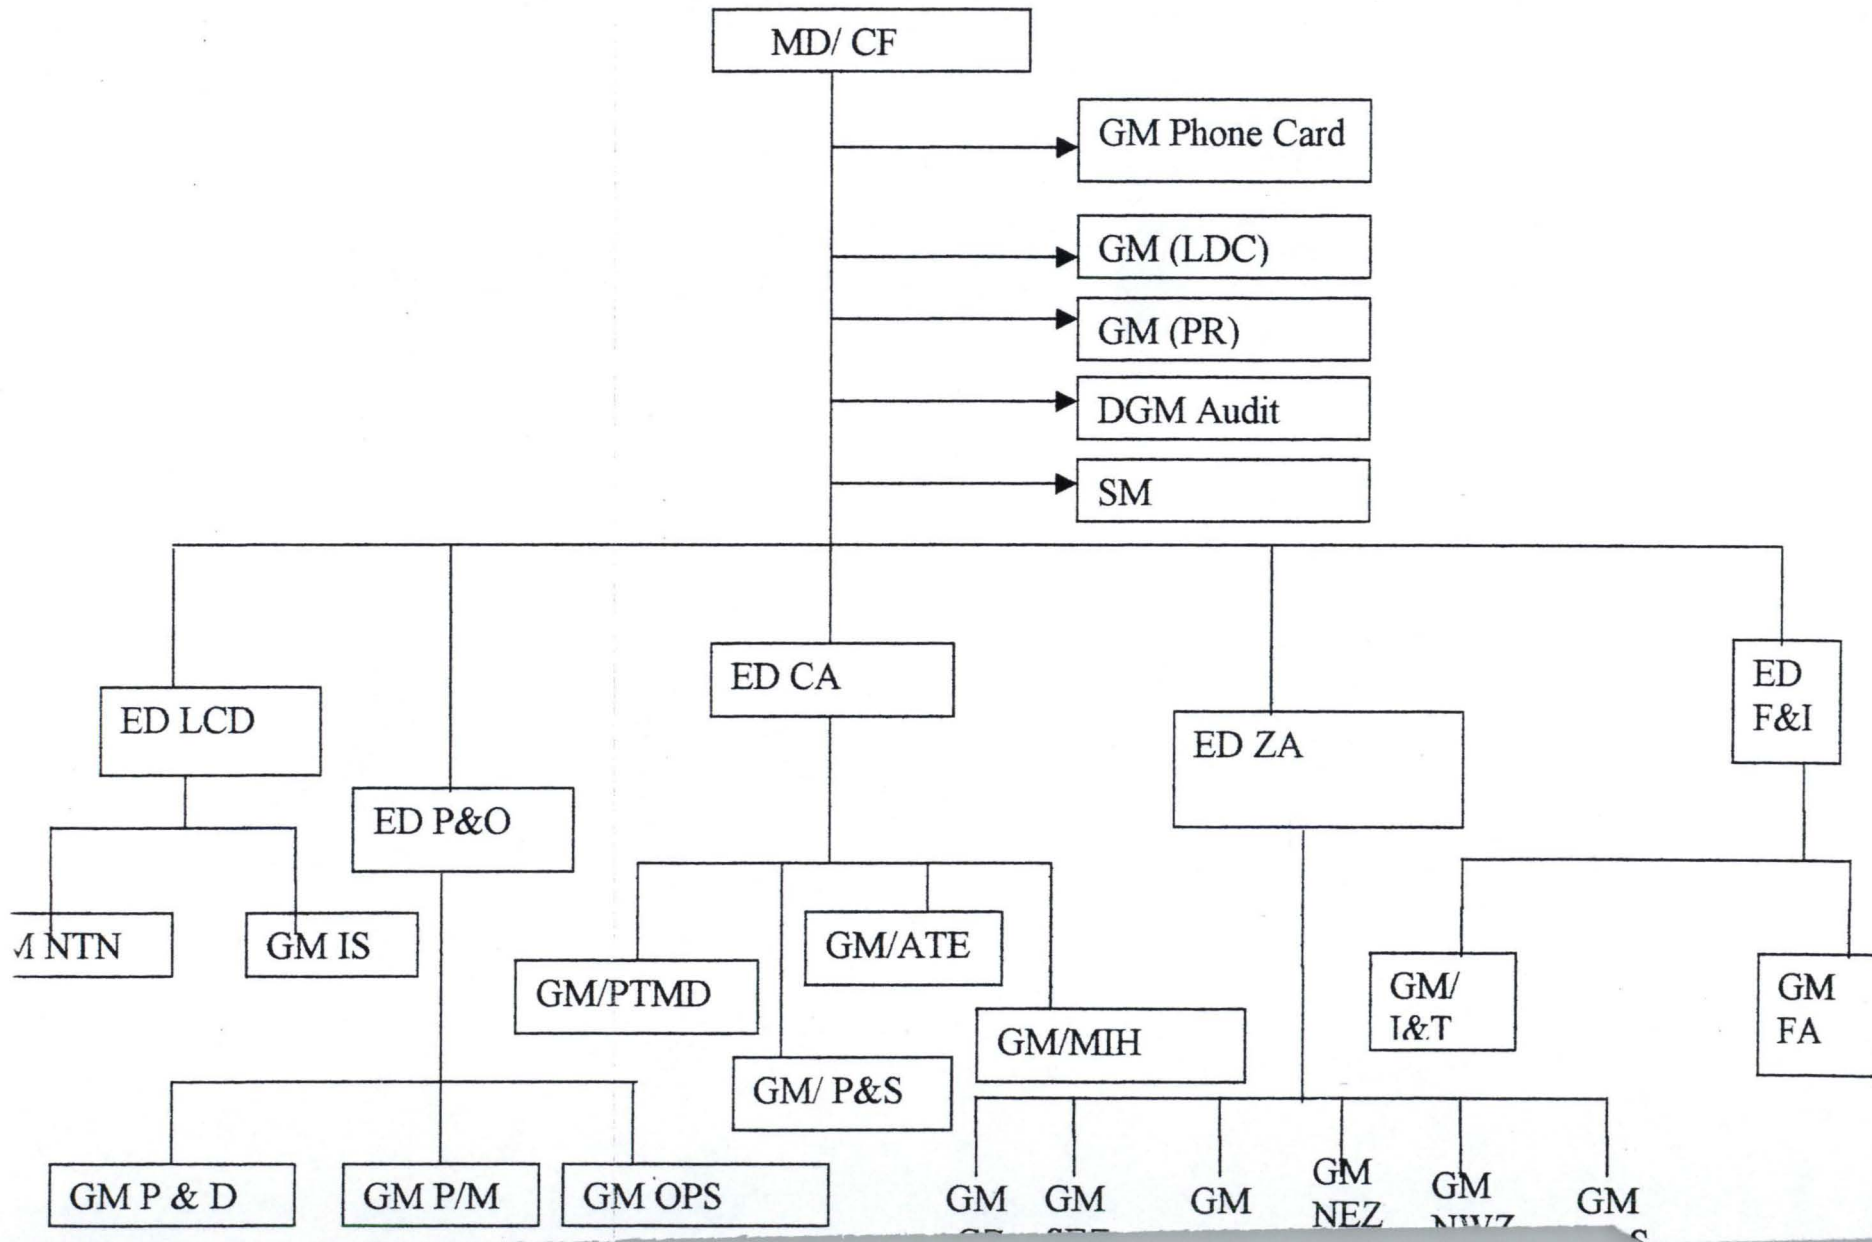 MD/ CF
GM Phone Card
GM (LDC)
GM (PR)
DGM Audit
SM
ED CA
ED
F&I
ED LCD
ED ZA
ED P&O
NTN
GM IS
GM/ATE
GM/PTMD
GM/
I&T
GM
FA
GM/MIH
GM/ P&S
GM P & D
GM P/M
GM OPS
GM
GM
GM
GM
NEZ
GM
NWZ
GM